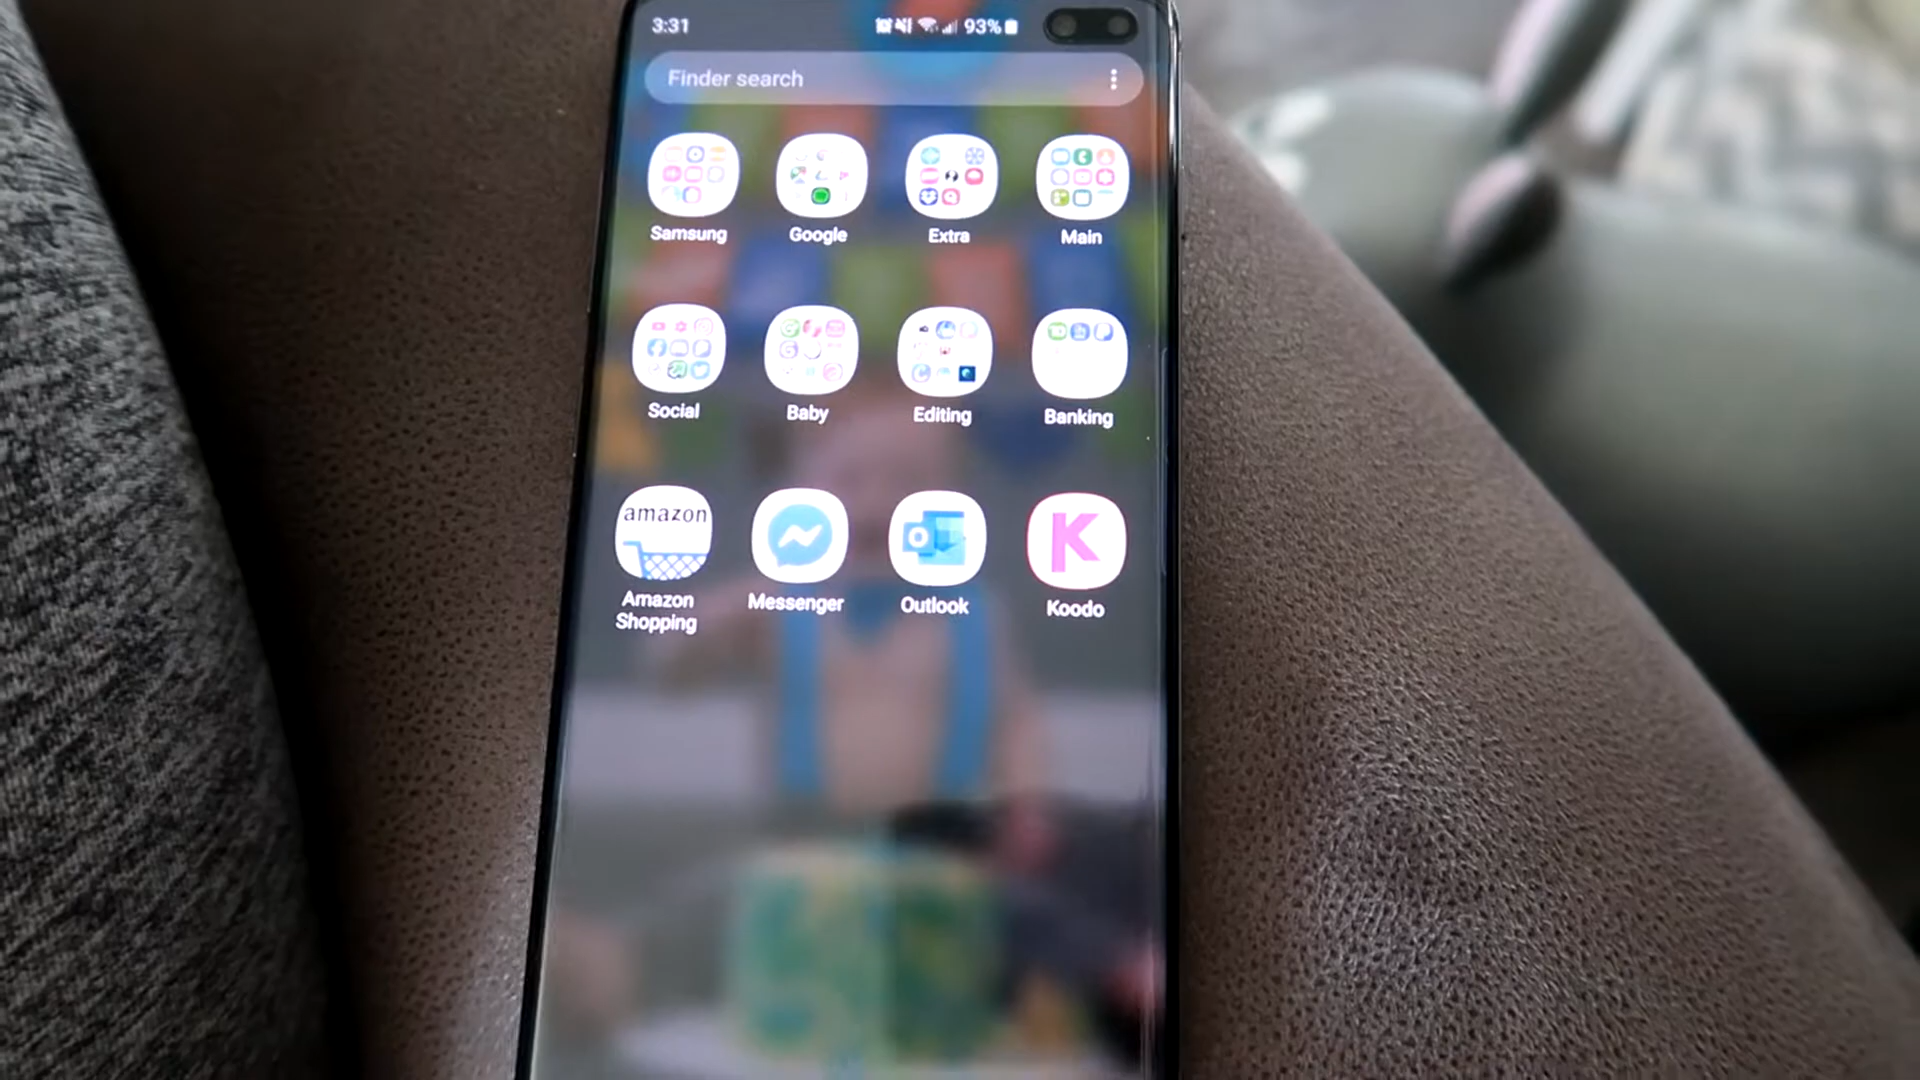 3:31
93%
Finder search
Samsung
Google
Extra
Main
Social
Baby
Editing
Banking
amazon
K
Amazon
Shopping
Messenger
Outlook
Koodo